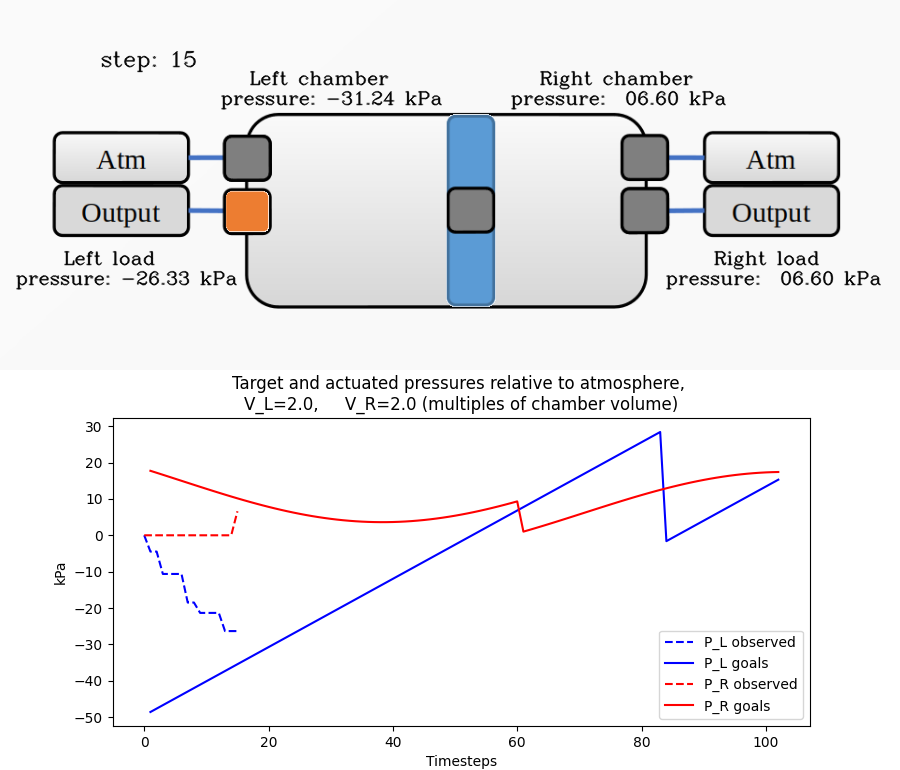 step: 15
Left chamber
pressure: −31.24 kPa
Right chamber
pressure: 06.60 kPa
Atm
Output
Atm
Output
Left load
pressure: −26.33 kPa
Right load
pressure: 06.60 kPa
Target and actuated pressures relative to atmosphere,
V_L=2.0, V_R=2.0 (multiples of chamber volume)
30
20
10
0
−10
−20
−30
−40
−50
kPa
P_L observed
P_L goals
P_R observed
P_R goals
0 20 40 60 80 100
Timesteps